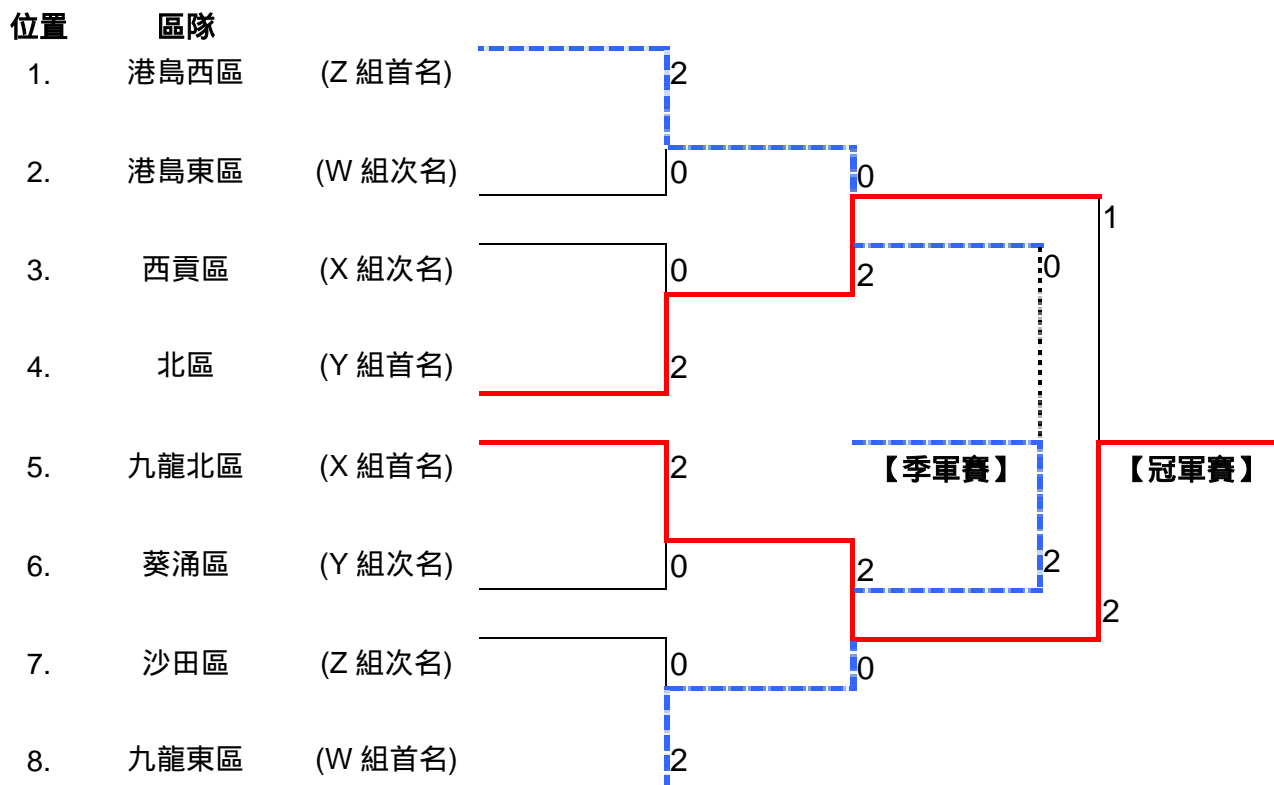 位置 區隊
1. 港島西區 (Z 組首名) 2
2. 港島東區 (W 組次名) 0 0
1
3. 西貢區 (X 組次名) 0 2 0
4. 北區 (Y 組首名) 2
5. 九龍北區 (X 組首名) 2 【季軍賽】 【冠軍賽】
6. 葵涌區 (Y 組次名) 0 2 2
2
7. 沙田區 (Z 組次名) 0 0
8. 九龍東區 (W 組首名) 2